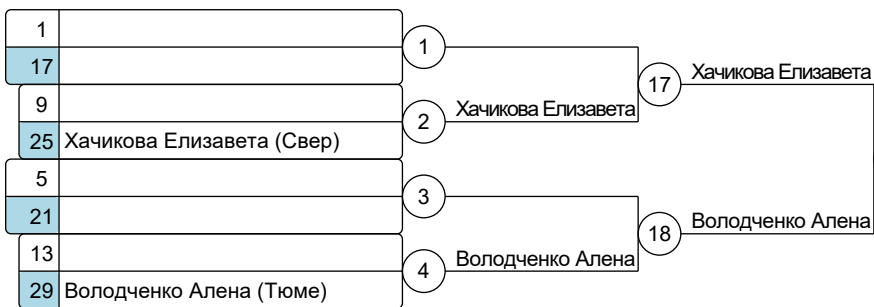 1
17
1
9
25 Хачикова Елизавета (Свер)
2
Хачикова Елизавета
17
Хачикова Елизавета
5
21
3
13
29 Володченко Алена (Тюме)
4
Володченко Алена
18
Володченко Алена